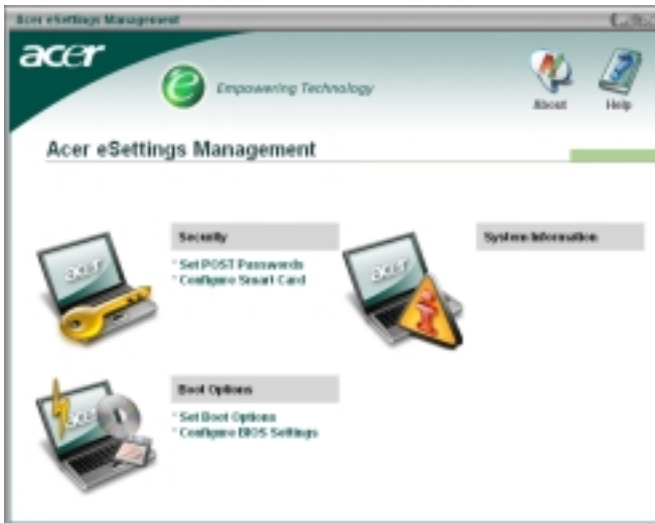 Acer eSettings Management
acer
e Empowering Technology
About Help
Acer eSettings Management
Security
* Set POST Passwords
* Configure Smart Card
System Information
Boot Options
* Set Boot Options
* Configure BIOS Settings